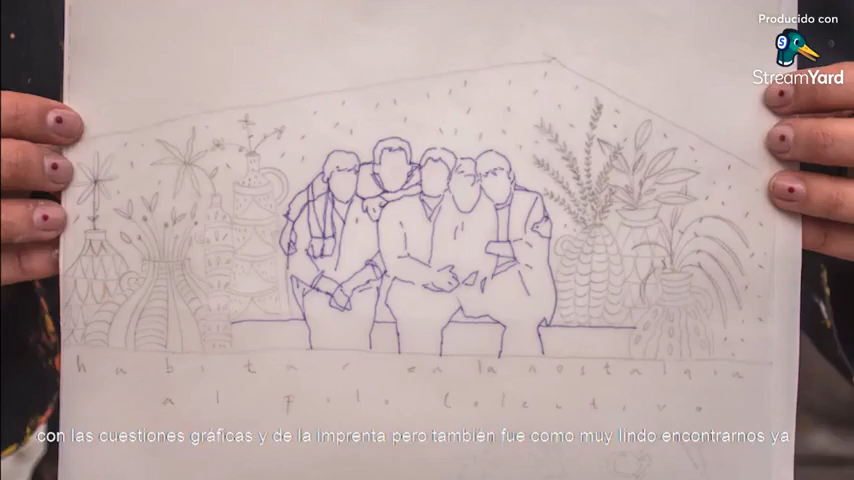 Producido con
StreamYard
habitar en la nostalgia
al Filo Colectivo
con las cuestiones gráficas y de la imprenta pero también fue como muy lindo encontrarnos ya